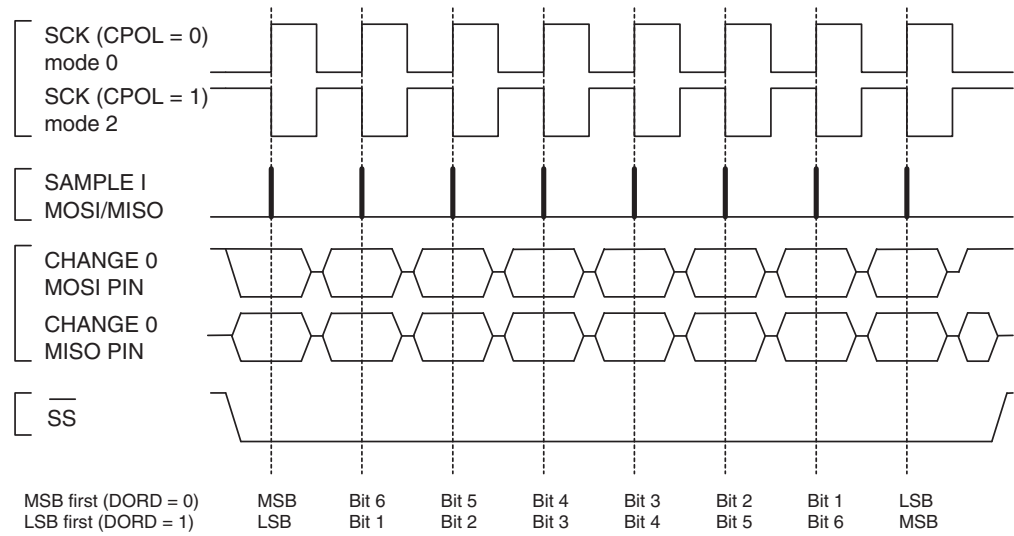 SCK (CPOL = 0)
mode 0
SCK (CPOL = 1)
mode 2
SAMPLE I
MOSI/MISO
CHANGE 0
MOSI PIN
CHANGE 0
MISO PIN
S̅S̅
MSB first (DORD = 0) MSB Bit 6 Bit 5 Bit 4 Bit 3 Bit 2 Bit 1 LSB
LSB first (DORD = 1) LSB Bit 1 Bit 2 Bit 3 Bit 4 Bit 5 Bit 6 MSB